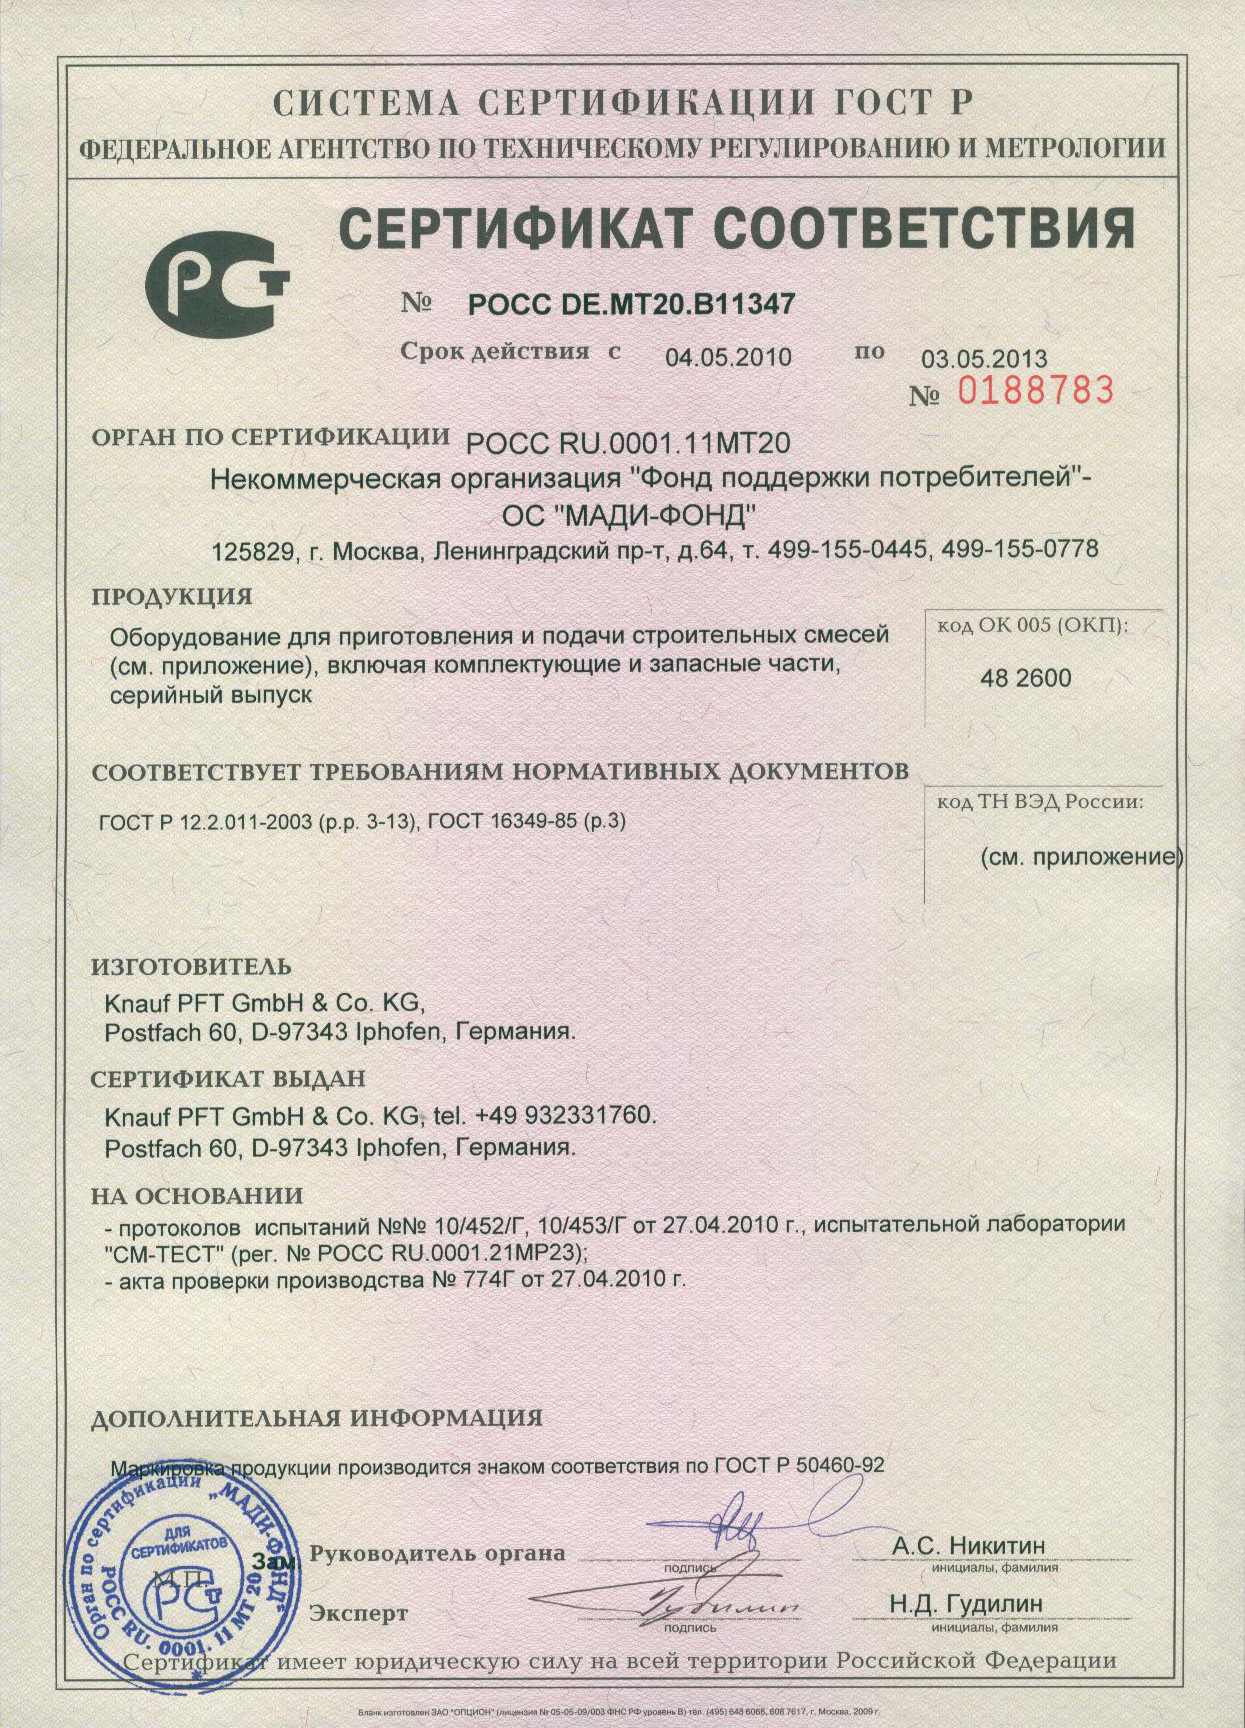 СИСТЕМА СЕРТИФИКАЦИИ ГОСТ Р
ФЕДЕРАЛЬНОЕ АГЕНТСТВО ПО ТЕХНИЧЕСКОМУ РЕГУЛИРОВАНИЮ И МЕТРОЛОГИИ
СЕРТИФИКАТ СООТВЕТСТВИЯ
№ РОСС DE.МТ20.В11347
Срок действия с 04.05.2010 по 03.05.2013
№ 0188783
ОРГАН ПО СЕРТИФИКАЦИИ РОСС RU.0001.11МТ20
Некоммерческая организация "Фонд поддержки потребителей"-
ОС "МАДИ-ФОНД"
125829, г. Москва, Ленинградский пр-т, д.64, т. 499-155-0445, 499-155-0778
ПРОДУКЦИЯ
Оборудование для приготовления и подачи строительных смесей
(см. приложение), включая комплектующие и запасные части,
серийный выпуск
код ОК 005 (ОКП):
48 2600
СООТВЕТСТВУЕТ ТРЕБОВАНИЯМ НОРМАТИВНЫХ ДОКУМЕНТОВ
ГОСТ Р 12.2.011-2003 (р.р. 3-13), ГОСТ 16349-85 (р.3)
код ТН ВЭД России:
(см. приложение)
ИЗГОТОВИТЕЛЬ
Knauf PFT GmbH & Co. KG,
Postfach 60, D-97343 Iphofen, Германия.
СЕРТИФИКАТ ВЫДАН
Knauf PFT GmbH & Co. KG, tel. +49 932331760.
Postfach 60, D-97343 Iphofen, Германия.
НА ОСНОВАНИИ
- протоколов испытаний №№ 10/452/Г, 10/453/Г от 27.04.2010 г., испытательной лаборатории
"СМ-ТЕСТ" (рег. № РОСС RU.0001.21МР23);
- акта проверки производства № 774Г от 27.04.2010 г.
ДОПОЛНИТЕЛЬНАЯ ИНФОРМАЦИЯ
Маркировка продукции производится знаком соответствия по ГОСТ Р 50460-92
Орган по сертификации „МАДИ-ФОНД"
РОСС RU. 0001. 11 МТ 20
ДЛЯ
СЕРТИФИКАТОВ
М.П.
Зам. Руководитель органа
подпись
А.С. Никитин
инициалы, фамилия
Эксперт
подпись
Н.Д. Гудилин
инициалы, фамилия
Сертификат имеет юридическую силу на всей территории Российской Федерации
Бланк изготовлен ЗАО "ОПЦИОН" (лицензия № 05-05-09/003 ФНС РФ уровень В) тел. (495) 648 6068, 608 7617, г. Москва, 2009 г.